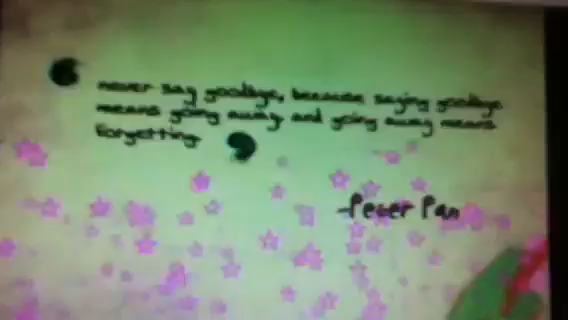 never say goodbye, because saying goodbye
means going away and going away means
forgetting.
-Peter Pan